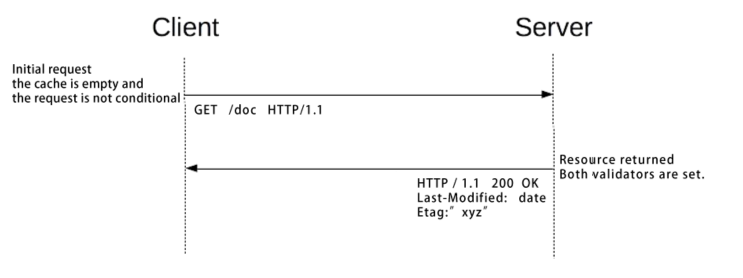 Client
Server
Initial request
the cache is empty and
the request is not conditional
GET /doc HTTP/1.1
Resource returned
Both validators are set.
HTTP / 1.1 200 OK
Last-Modified: date
Etag:" xyz"